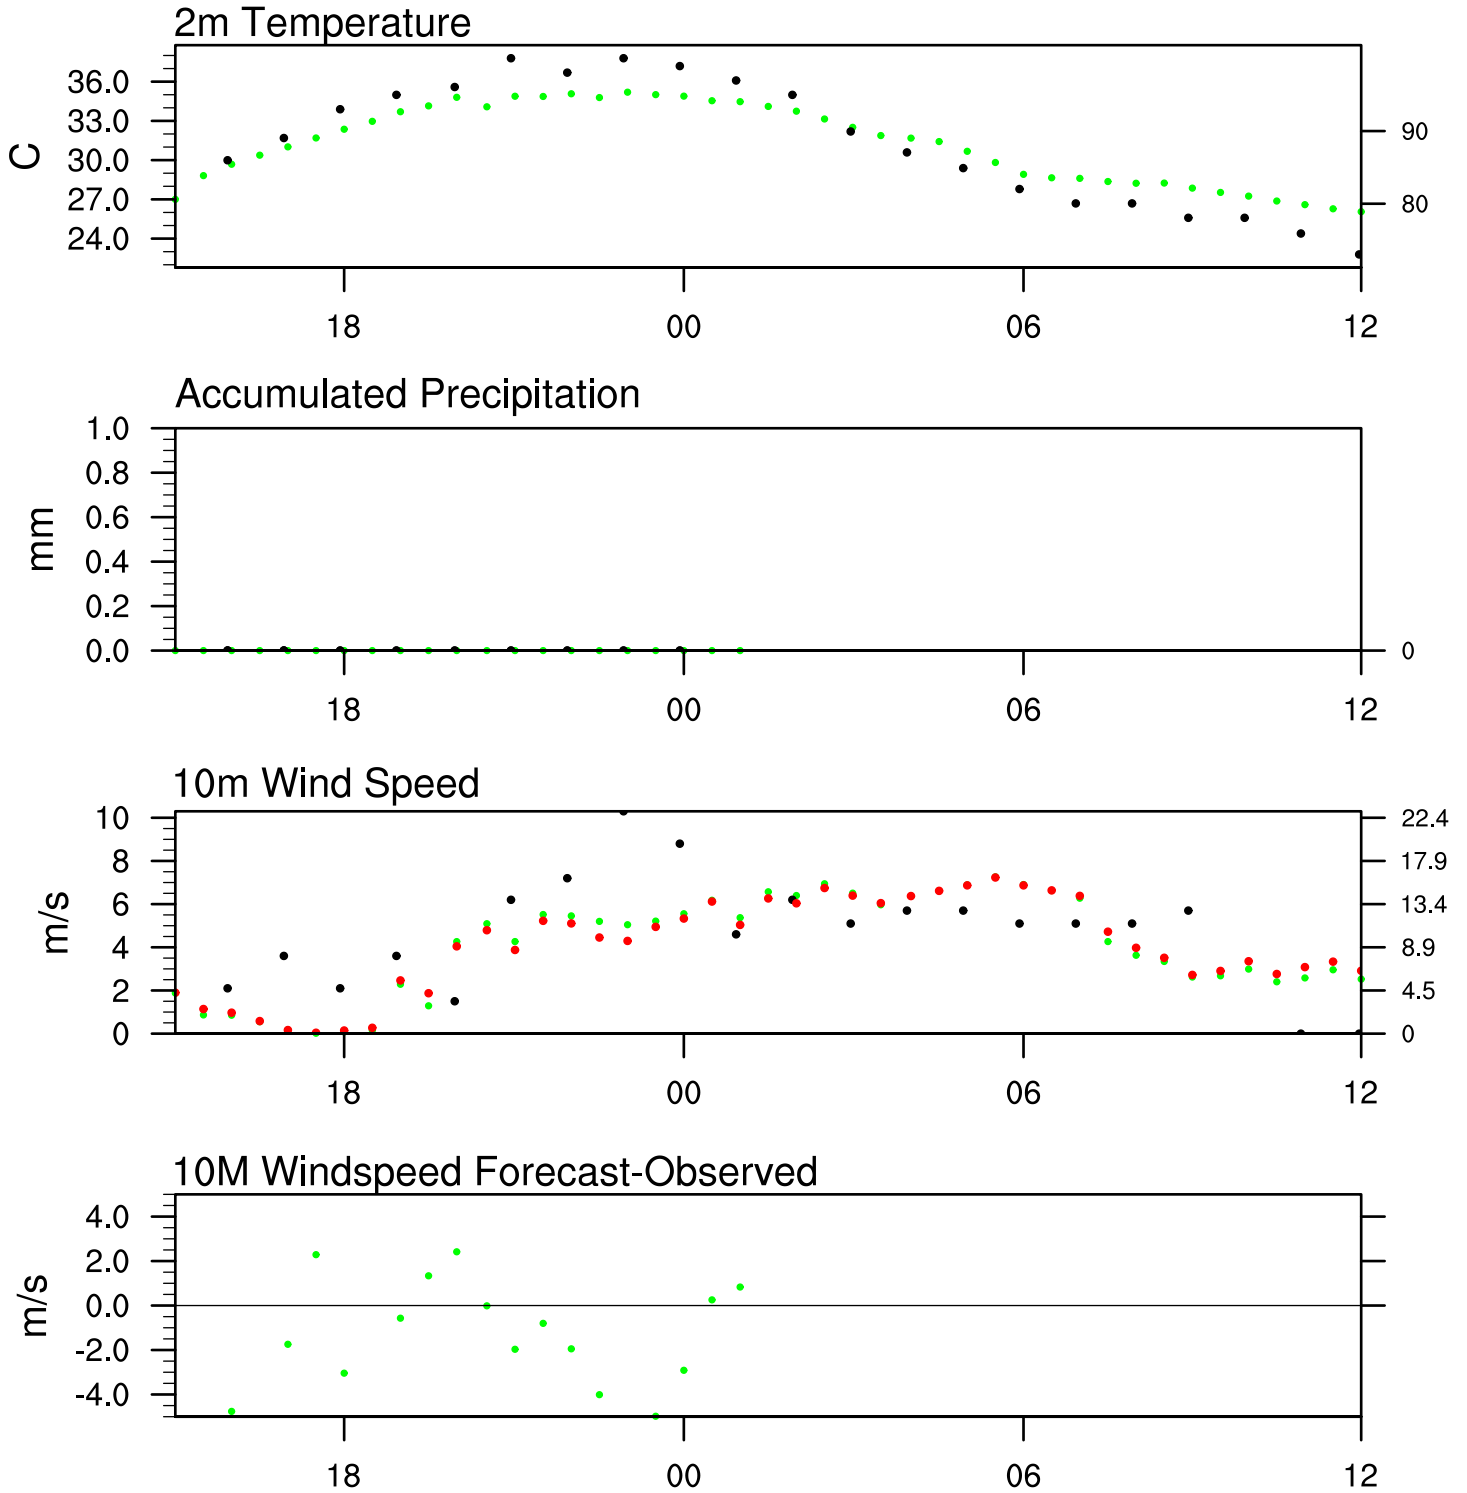 2m Temperature
36.0
33.0
30.0
27.0
24.0
C
90
80
18 00 06 12
Accumulated Precipitation
1.0
0.8
0.6
0.4
0.2
0.0
mm
0
18 00 06 12
10m Wind Speed
10
8
6
4
2
0
m/s
22.4
17.9
13.4
8.9
4.5
0
18 00 06 12
10M Windspeed Forecast-Observed
4.0
2.0
0.0
-2.0
-4.0
m/s
18 00 06 12